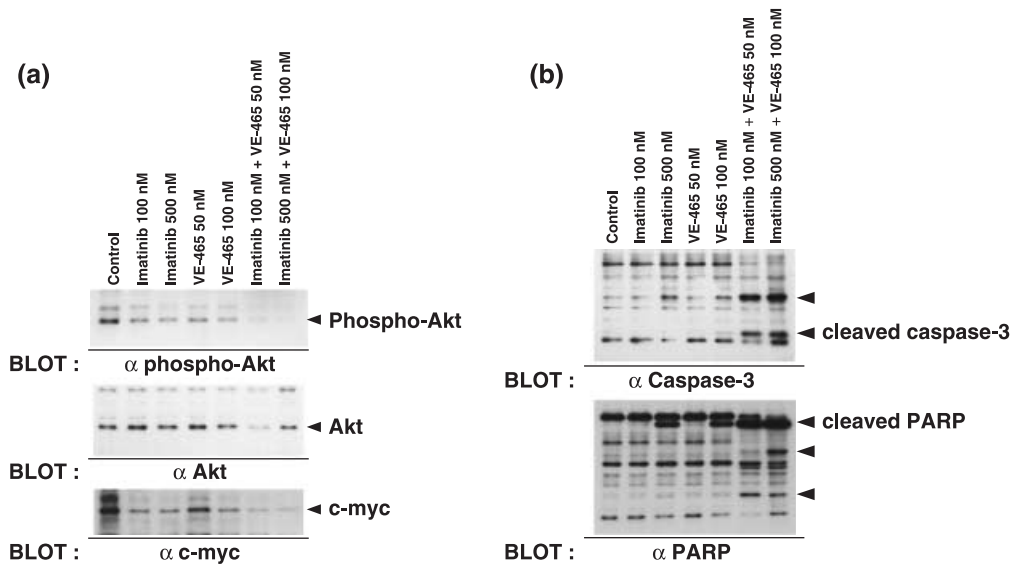 (a)
Control
Imatinib 100 nM
Imatinib 500 nM
VE-465 50 nM
VE-465 100 nM
Imatinib 100 nM + VE-465 50 nM
Imatinib 500 nM + VE-465 100 nM
Phospho-Akt
BLOT : α phospho-Akt
Akt
BLOT : α Akt
c-myc
BLOT : α c-myc
(b)
Control
Imatinib 100 nM
Imatinib 500 nM
VE-465 50 nM
VE-465 100 nM
Imatinib 100 nM + VE-465 50 nM
Imatinib 500 nM + VE-465 100 nM
cleaved caspase-3
BLOT : α Caspase-3
cleaved PARP
BLOT : α PARP